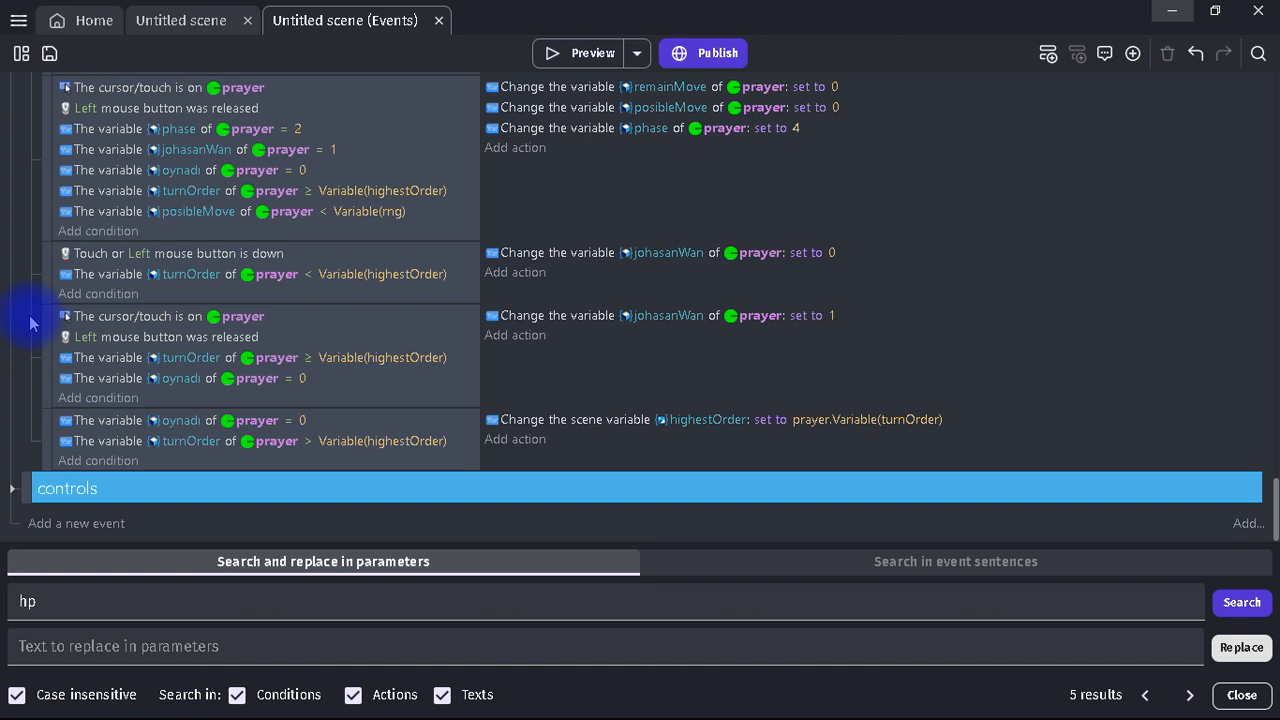 Home
Untitled scene
Untitled scene (Events)
Preview
Publish
The cursor/touch is on prayer
Change the variable remainMove of prayer: set to 0
Left mouse button was released
Change the variable posibleMove of prayer: set to 0
The variable phase of prayer = 2
Change the variable phase of prayer: set to 4
The variable johasanWan of prayer = 1
Add action
The variable oynadı of prayer = 0
The variable turnOrder of prayer ≥ Variable(highestOrder)
The variable posibleMove of prayer < Variable(rng)
Add condition
Touch or Left mouse button is down
Change the variable johasanWan of prayer: set to 0
The variable turnOrder of prayer < Variable(highestOrder)
Add action
Add condition
The cursor/touch is on prayer
Change the variable johasanWan of prayer: set to 1
Left mouse button was released
Add action
The variable turnOrder of prayer ≥ Variable(highestOrder)
The variable oynadı of prayer = 0
Add condition
The variable oynadı of prayer = 0
Change the scene variable highestOrder: set to prayer.Variable(turnOrder)
The variable turnOrder of prayer > Variable(highestOrder)
Add action
Add condition
controls
Add a new event
Add...
Search and replace in parameters
Search in event sentences
hp
Search
Text to replace in parameters
Replace
Case insensitive
Search in:
Conditions
Actions
Texts
5 results
Close